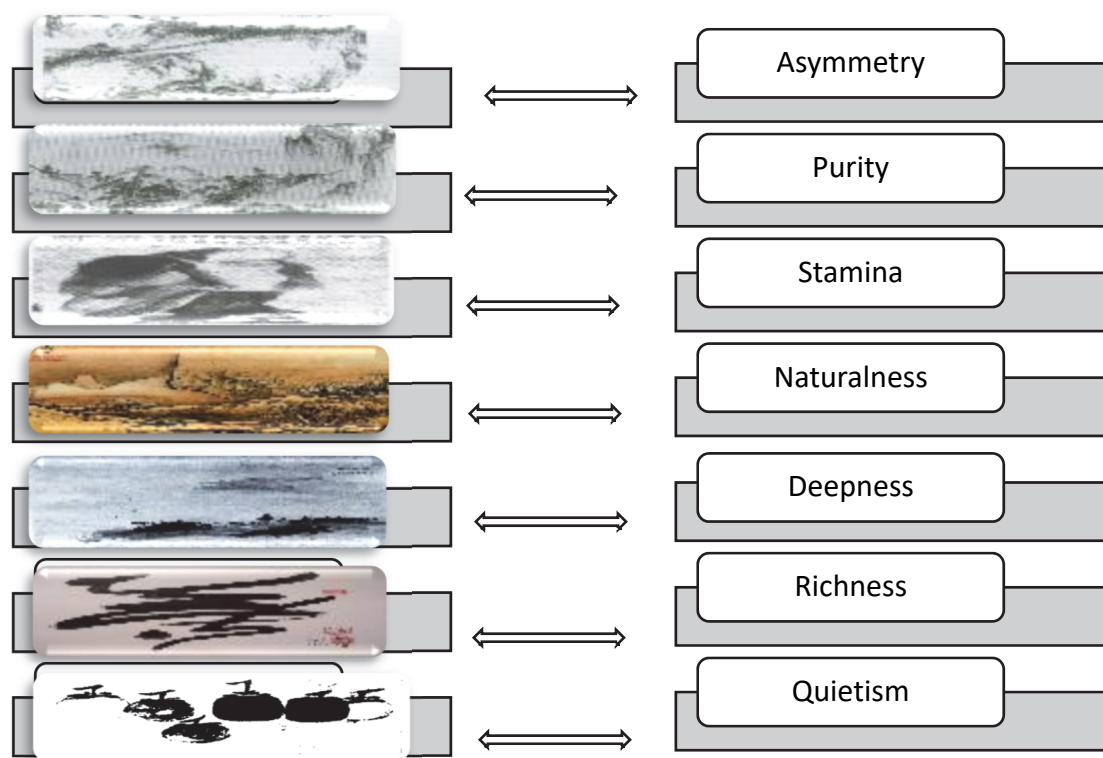 Asymmetry
Purity
Stamina
Naturalness
Deepness
Richness
Quietism